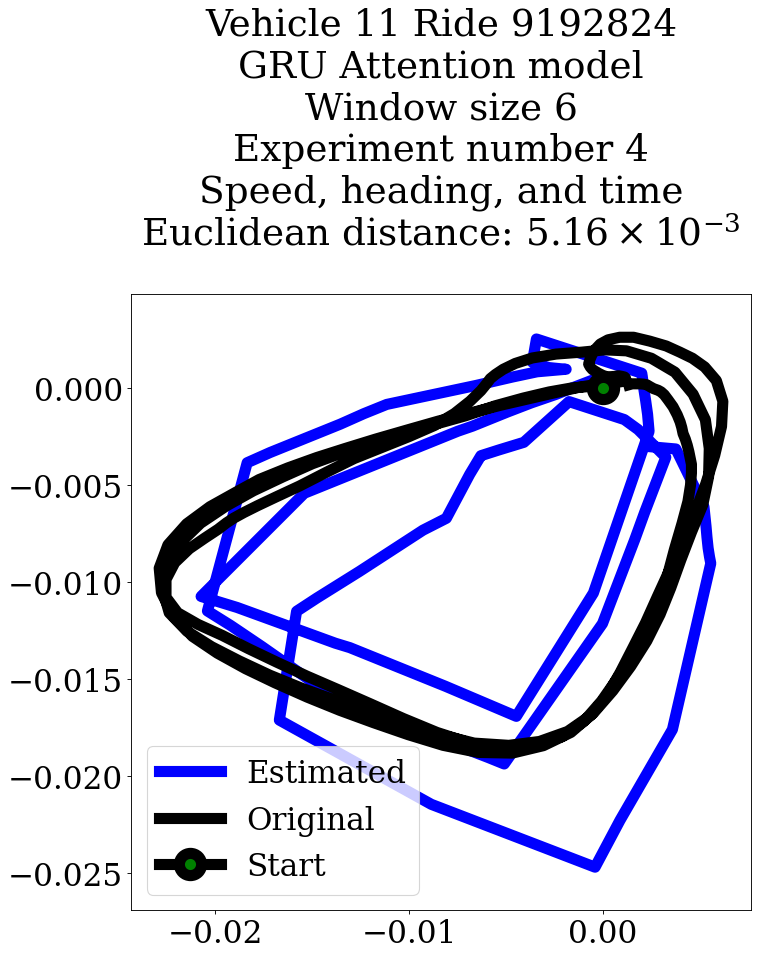 Vehicle 11 Ride 9192824
GRU Attention model
Window size 6
Experiment number 4
Speed, heading, and time
Euclidean distance: 5.16 × 10⁻³
0.000
−0.005
−0.010
−0.015
−0.020
−0.025
Estimated
Original
Start
−0.02 −0.01 0.00